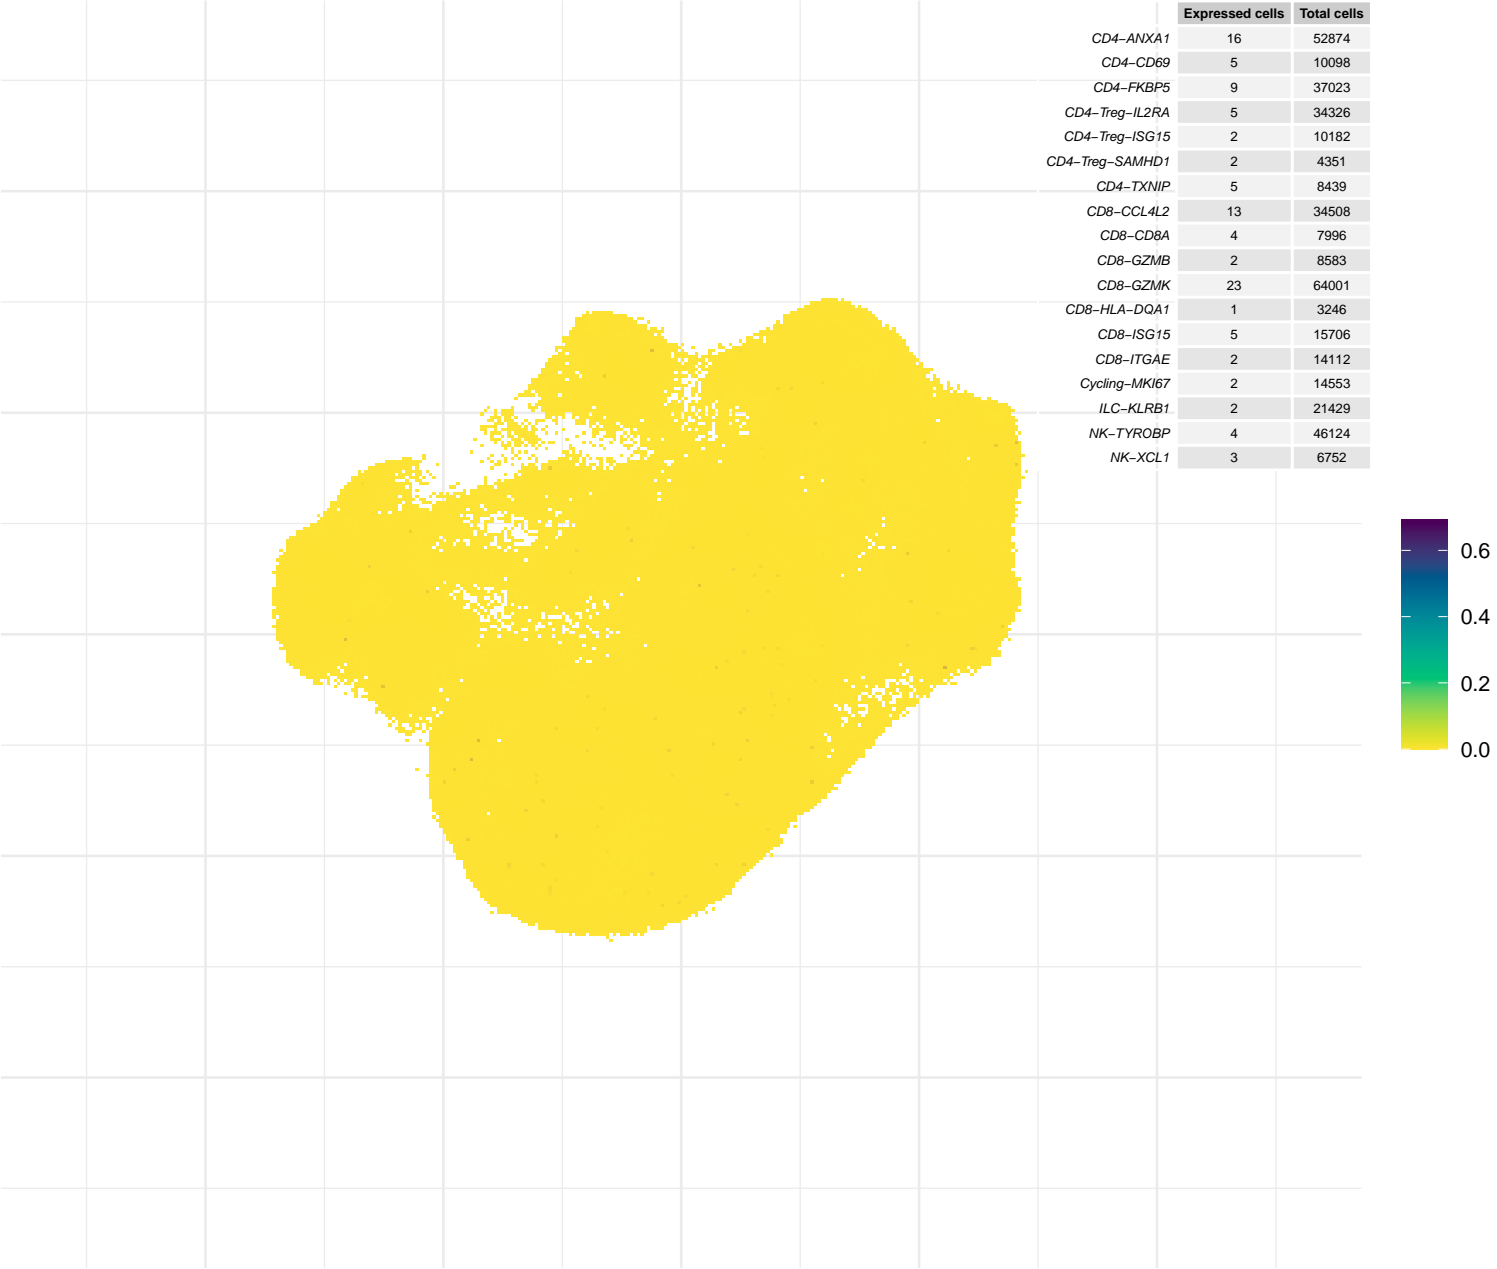 Expressed cells Total cells
CD4−ANXA1 16 52874
CD4−CD69 5 10098
CD4−FKBP5 9 37023
CD4−Treg−IL2RA 5 34326
CD4−Treg−ISG15 2 10182
CD4−Treg−SAMHD1 2 4351
CD4−TXNIP 5 8439
CD8−CCL4L2 13 34508
CD8−CD8A 4 7996
CD8−GZMB 2 8583
CD8−GZMK 23 64001
CD8−HLA−DQA1 1 3246
CD8−ISG15 5 15706
CD8−ITGAE 2 14112
Cycling−MKI67 2 14553
ILC−KLRB1 2 21429
NK−TYROBP 4 46124
NK−XCL1 3 6752
0.6
0.4
0.2
0.0